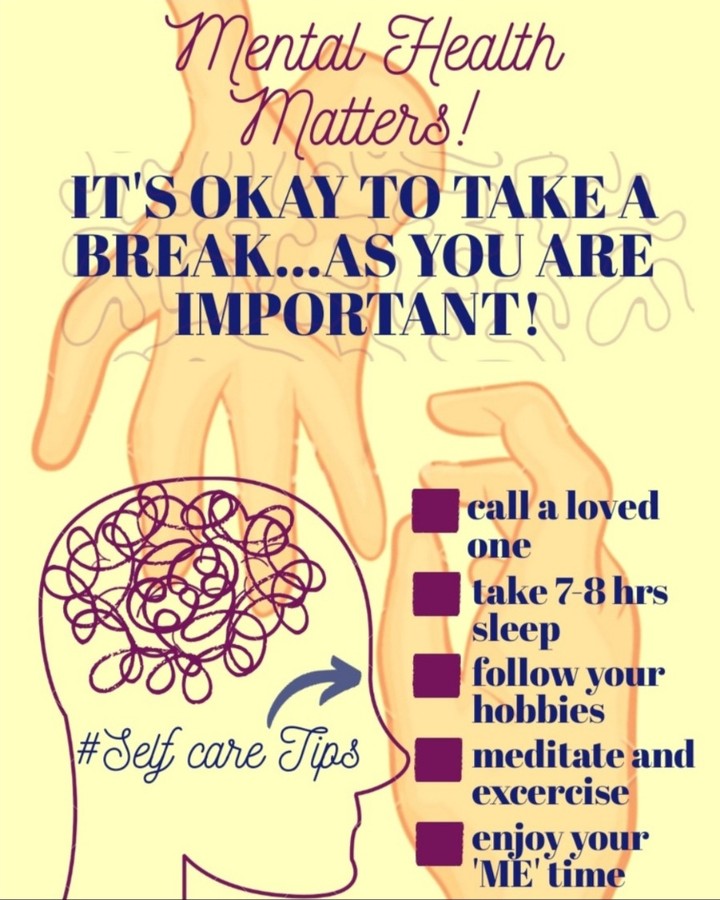 Mental Health
Matters!
IT'S OKAY TO TAKE A
BREAK...AS YOU ARE
IMPORTANT!
call a loved
one
take 7-8 hrs
sleep
follow your
hobbies
meditate and
excercise
enjoy your
'ME' time
#Self care Tips